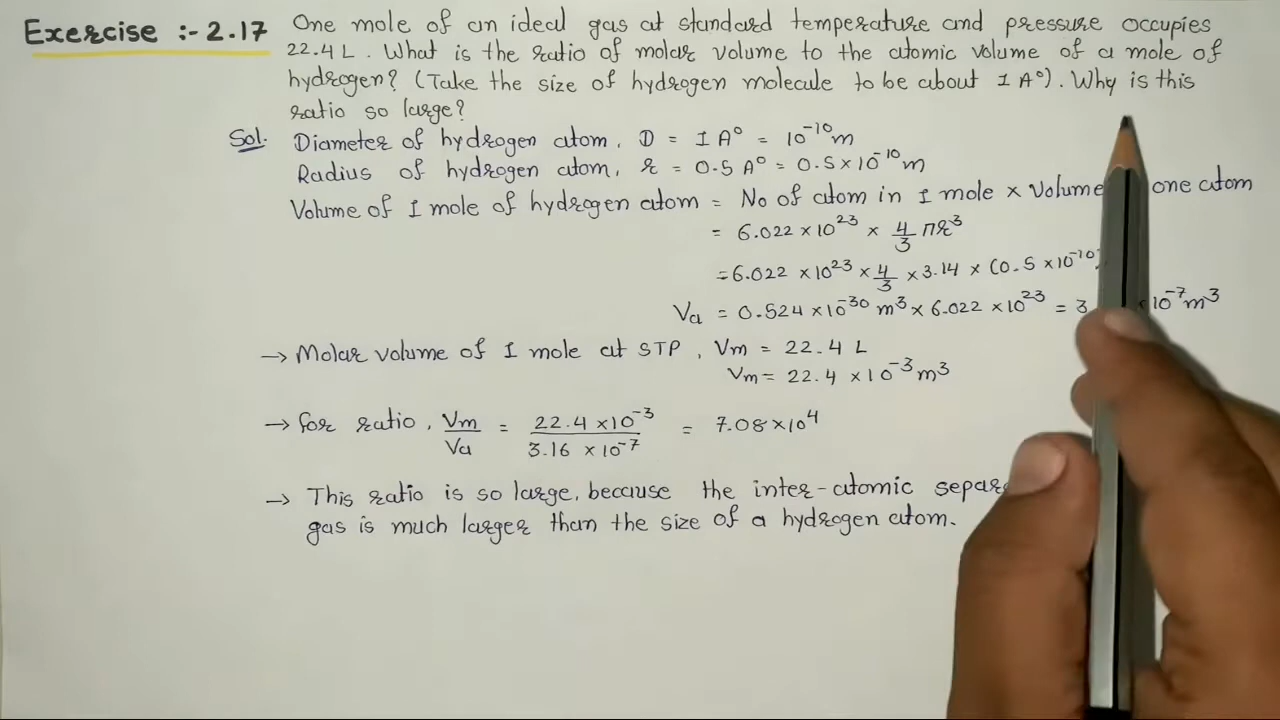 Exercise :- 2.17 One mole of an ideal gas at standard temperature and pressure occupies
22.4 L. What is the ratio of molar volume to the atomic volume of a mole of
hydrogen? (Take the size of hydrogen molecule to be about 1 A°). Why is this
ratio so large?
Sol. Diameter of hydrogen atom, D = 1 A° = 10⁻¹⁰m
Radius of hydrogen atom, r = 0.5 A° = 0.5×10⁻¹⁰m
Volume of 1 mole of hydrogen atom = No of atom in 1 mole × Volume one atom
= 6.022 × 10²³ × 4/3 πr³
= 6.022 ×10²³ × 4/3 × 3.14 × (0.5 ×10⁻¹⁰
Va = 0.524 ×10⁻³⁰ m³ × 6.022 ×10²³ = 3 10⁻⁷m³
→ Molar volume of 1 mole at STP, Vm = 22.4 L
Vm = 22.4 ×10⁻³m³
→ for ratio, Vm/Va = 22.4 ×10⁻³/3.16 ×10⁻⁷ = 7.08×10⁴
→ This ratio is so large, because the inter-atomic
gas is much larger than the size of a hydrogen atom.